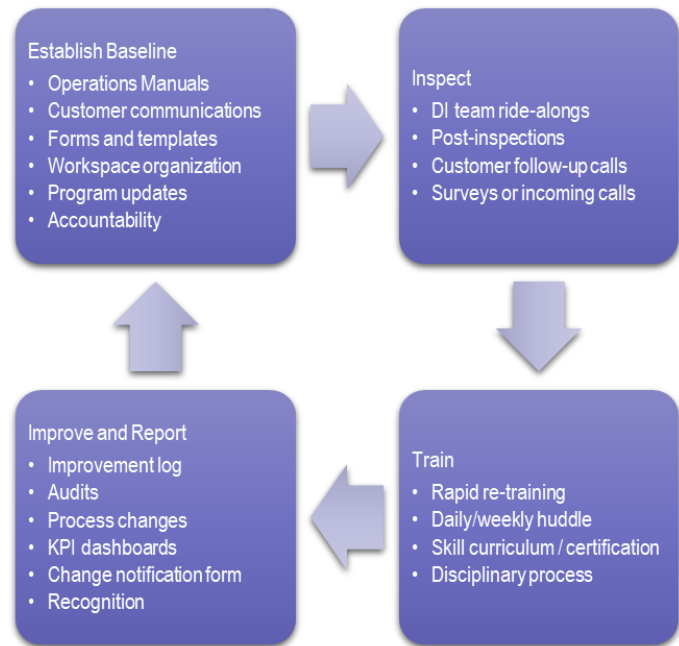 Establish Baseline
• Operations Manuals
• Customer communications
• Forms and templates
• Workspace organization
• Program updates
• Accountability
Inspect
• DI team ride-alongs
• Post-inspections
• Customer follow-up calls
• Surveys or incoming calls
Train
• Rapid re-training
• Daily/weekly huddle
• Skill curriculum / certification
• Disciplinary process
Improve and Report
• Improvement log
• Audits
• Process changes
• KPI dashboards
• Change notification form
• Recognition